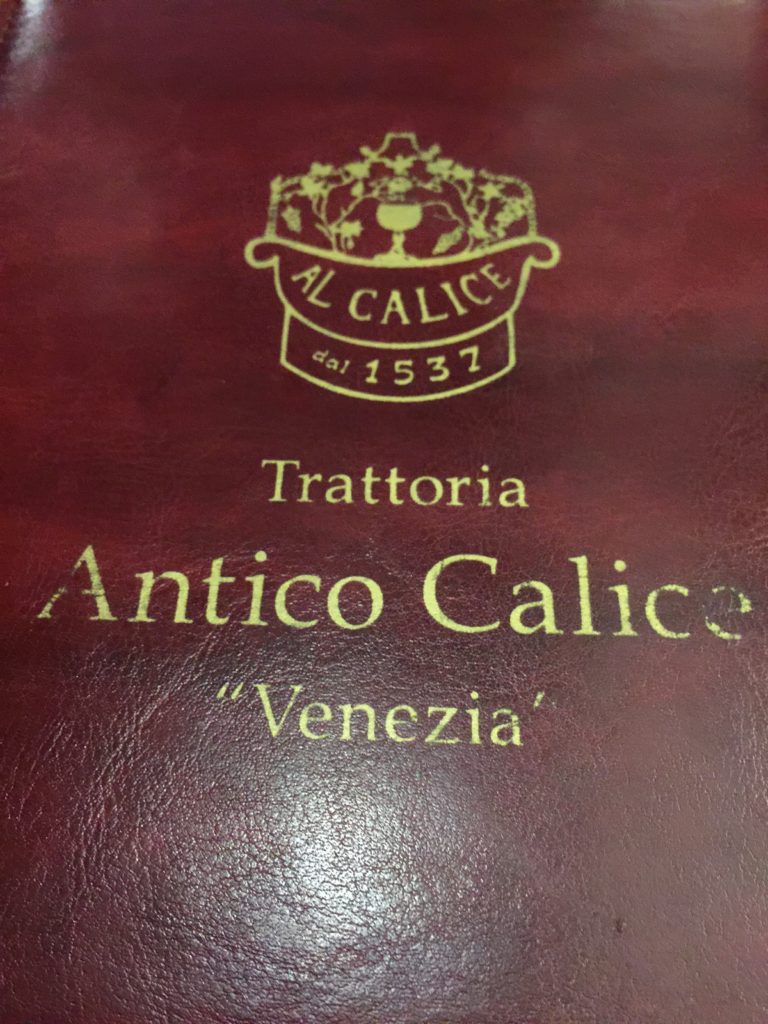 AL CALICE
dal 1537
Trattoria
Antico Calice
"Venezia"